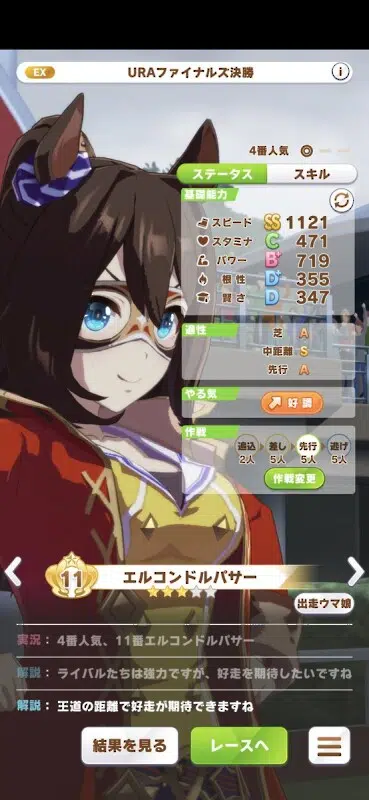 EX URAファイナルズ決勝 i
4番人気 ◎
ステータス スキル
基礎能力
スピード SS 1121
スタミナ C 471
パワー B+ 719
根性 D+ 355
賢さ D 347
適性
芝 A
中距離 S
先行 A
やる気
好調
作戦
追込 差し 先行 逃げ
2人 5人 5人 5人
作戦変更
11 エルコンドルパサー
出走ウマ娘
実況： 4番人気、11番エルコンドルパサー
解説： ライバルたちは強力ですが、好走を期待したいですね
解説： 王道の距離で好走が期待できますね
結果を見る レースへ